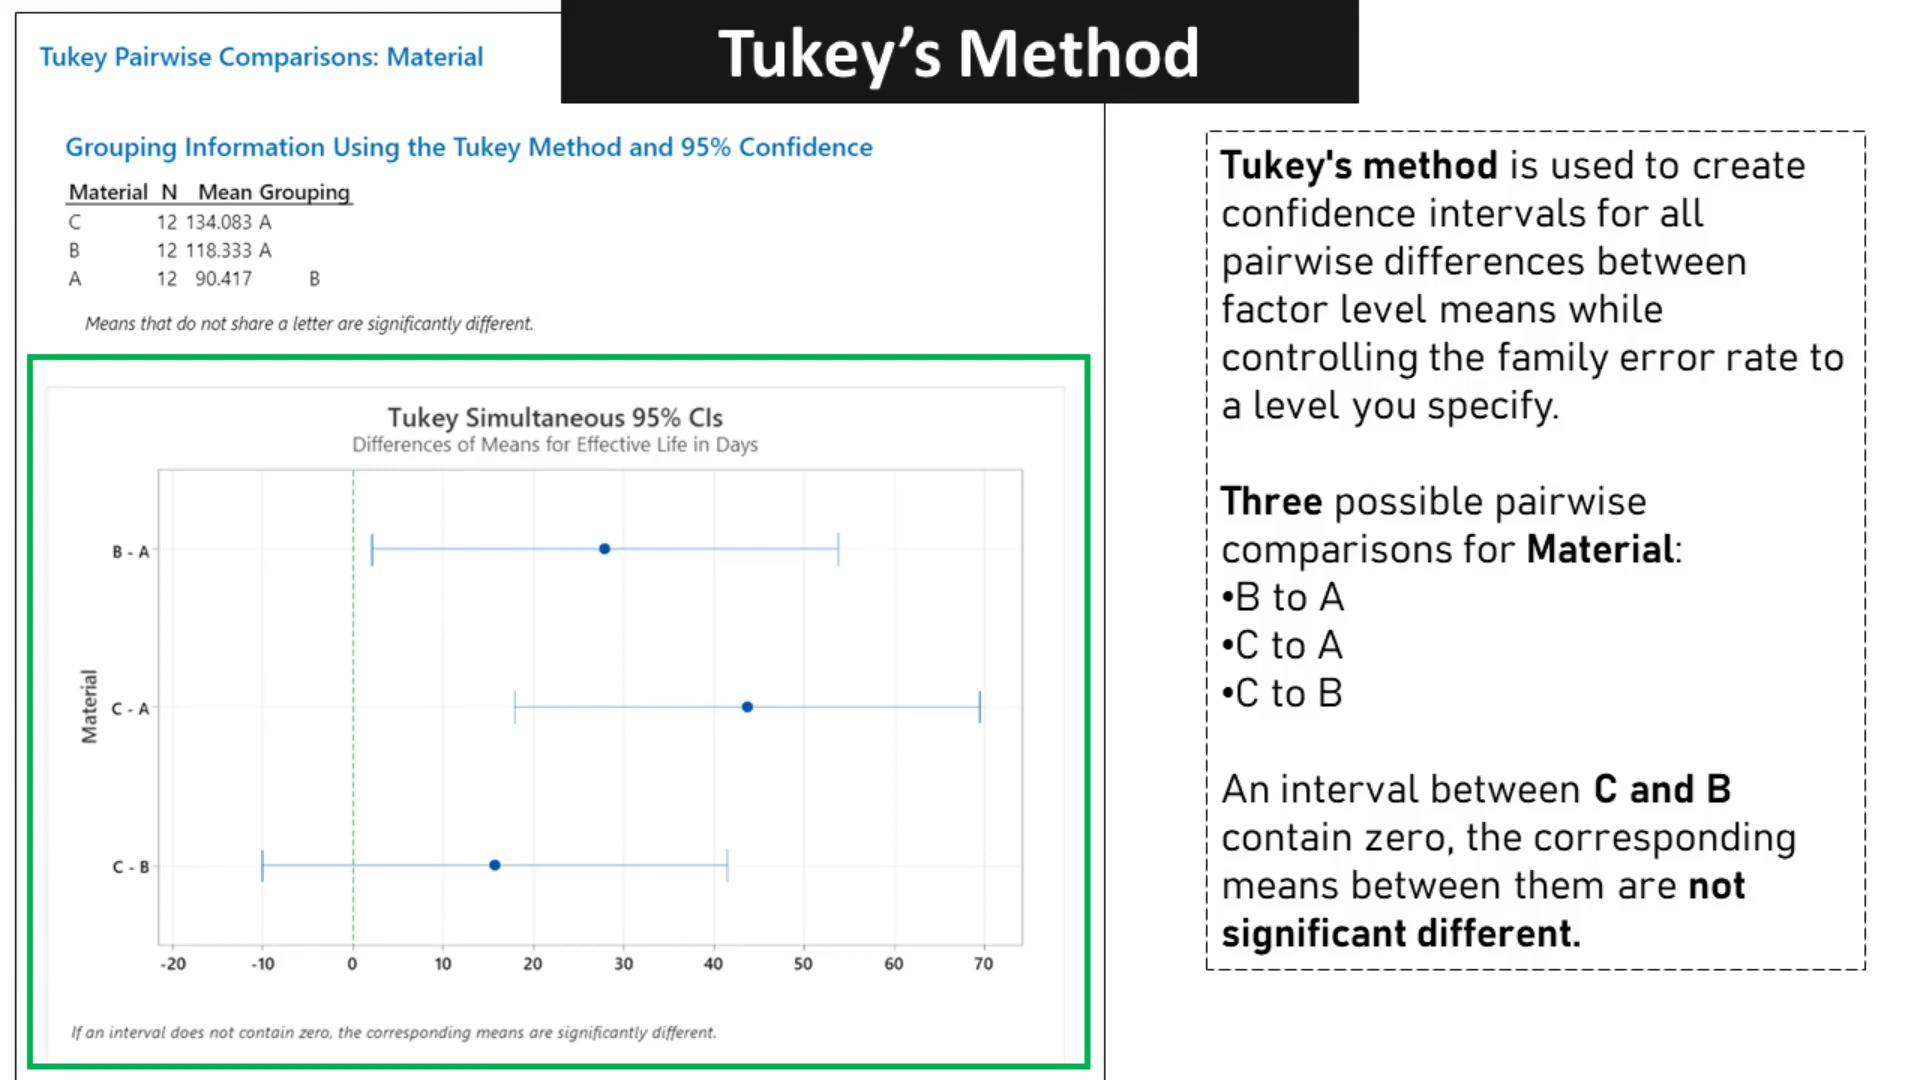 Tukey's Method
Tukey Pairwise Comparisons: Material
Grouping Information Using the Tukey Method and 95% Confidence
Material N Mean Grouping
C 12 134.083 A
B 12 118.333 A
A 12 90.417 B
Means that do not share a letter are significantly different.
Tukey Simultaneous 95% CIs
Differences of Means for Effective Life in Days
Material
B - A
C - A
C - B
-20 -10 0 10 20 30 40 50 60 70
If an interval does not contain zero, the corresponding means are significantly different.
Tukey's method is used to create
confidence intervals for all
pairwise differences between
factor level means while
controlling the family error rate to
a level you specify.
Three possible pairwise
comparisons for Material:
•B to A
•C to A
•C to B
An interval between C and B
contain zero, the corresponding
means between them are not
significant different.